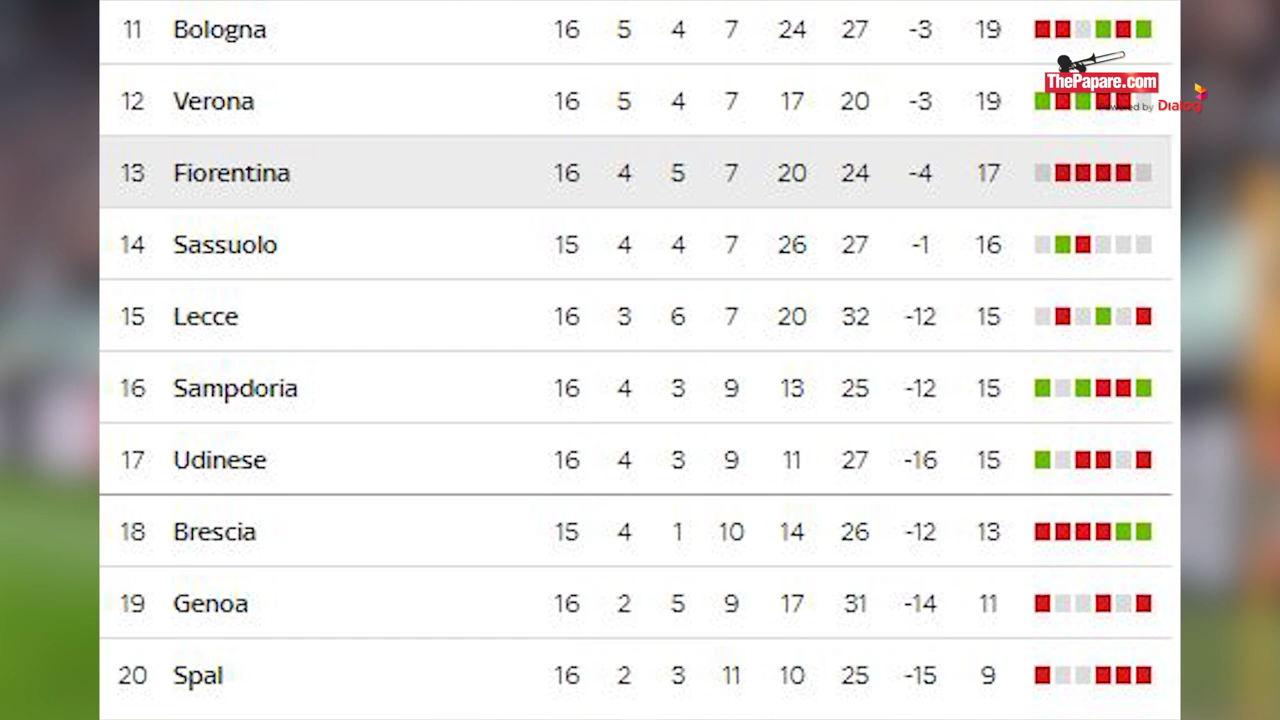 11 Bologna 16 5 4 7 24 27 -3 19
ThePapare.com
12 Verona 16 5 4 7 17 20 -3 19
Powered by Dialog
13 Fiorentina 16 4 5 7 20 24 -4 17
14 Sassuolo 15 4 4 7 26 27 -1 16
15 Lecce 16 3 6 7 20 32 -12 15
16 Sampdoria 16 4 3 9 13 25 -12 15
17 Udinese 16 4 3 9 11 27 -16 15
18 Brescia 15 4 1 10 14 26 -12 13
19 Genoa 16 2 5 9 17 31 -14 11
20 Spal 16 2 3 11 10 25 -15 9